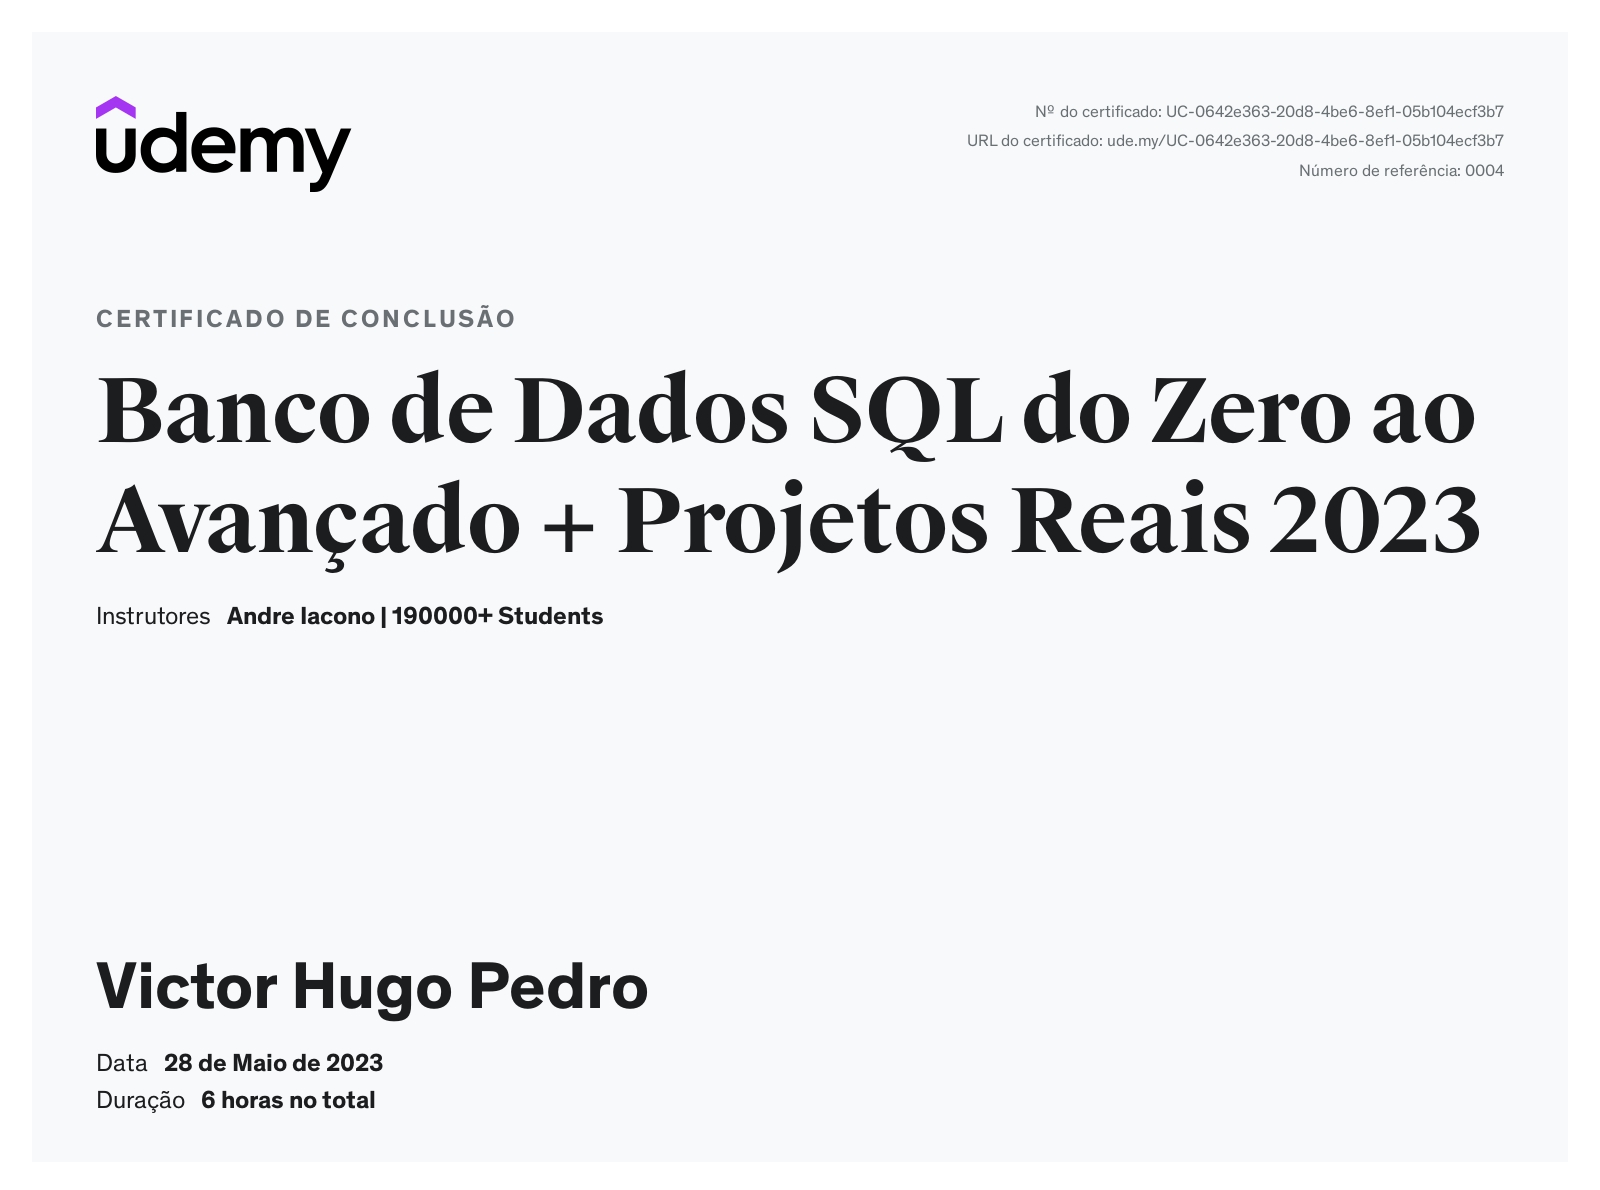 udemy
Nº do certificado: UC-0642e363-20d8-4be6-8ef1-05b104ecf3b7
URL do certificado: ude.my/UC-0642e363-20d8-4be6-8ef1-05b104ecf3b7
Número de referência: 0004
CERTIFICADO DE CONCLUSÃO
Banco de Dados SQL do Zero ao
Avançado + Projetos Reais 2023
Instrutores Andre Iacono | 190000+ Students
Victor Hugo Pedro
Data 28 de Maio de 2023
Duração 6 horas no total